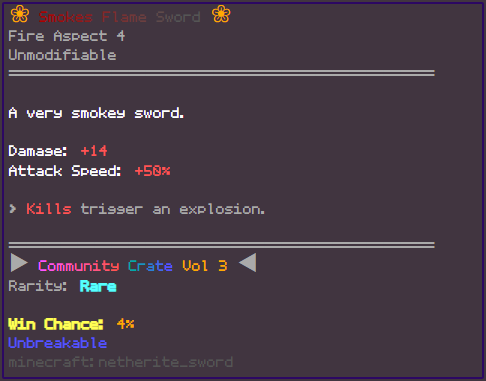 ❀ Smokes Flame Sword ❀
Fire Aspect 4
Unmodifiable
A very smokey sword.
Damage: +14
Attack Speed: +50%
> Kills trigger an explosion.
▶ Community Crate Vol 3 ◀
Rarity: Rare
Win Chance: 4%
Unbreakable
minecraft:netherite_sword